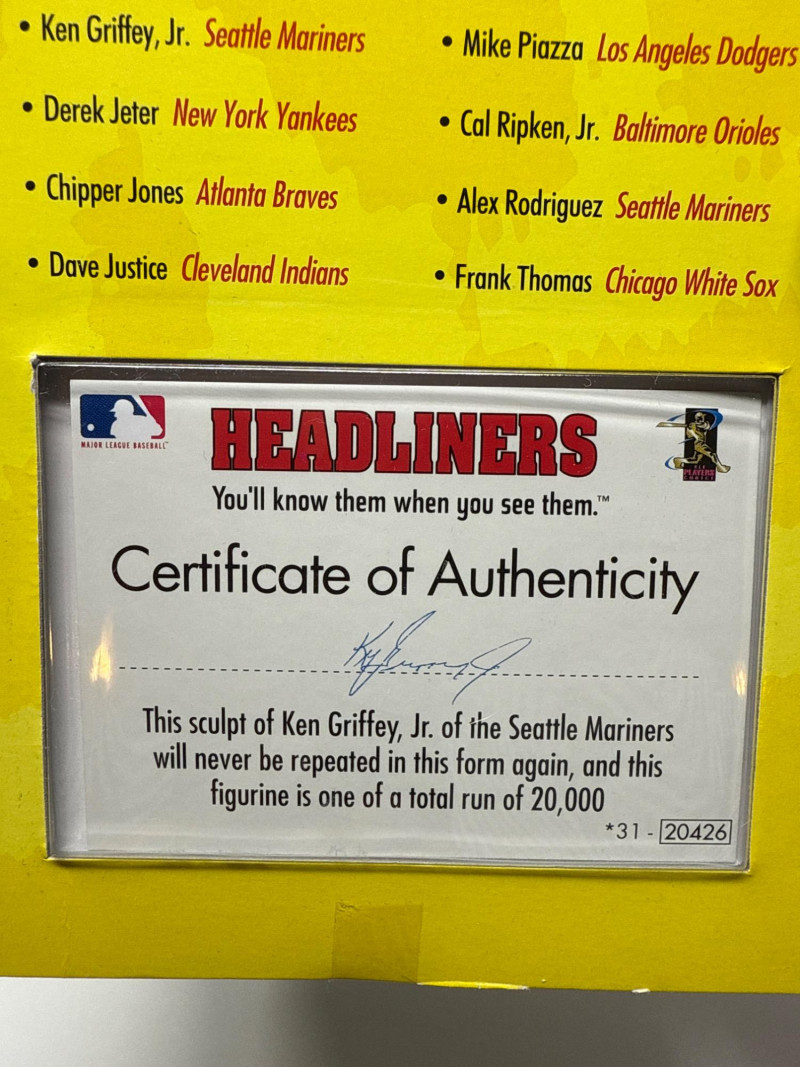 • Ken Griffey, Jr. Seattle Mariners
• Derek Jeter New York Yankees
• Chipper Jones Atlanta Braves
• Dave Justice Cleveland Indians
• Mike Piazza Los Angeles Dodgers
• Cal Ripken, Jr. Baltimore Orioles
• Alex Rodriguez Seattle Mariners
• Frank Thomas Chicago White Sox
MAJOR LEAGUE BASEBALL
HEADLINERS
PLAYERS
CHOICE
You'll know them when you see them.™
Certificate of Authenticity
This sculpt of Ken Griffey, Jr. of the Seattle Mariners
will never be repeated in this form again, and this
figurine is one of a total run of 20,000
*31 - 20426